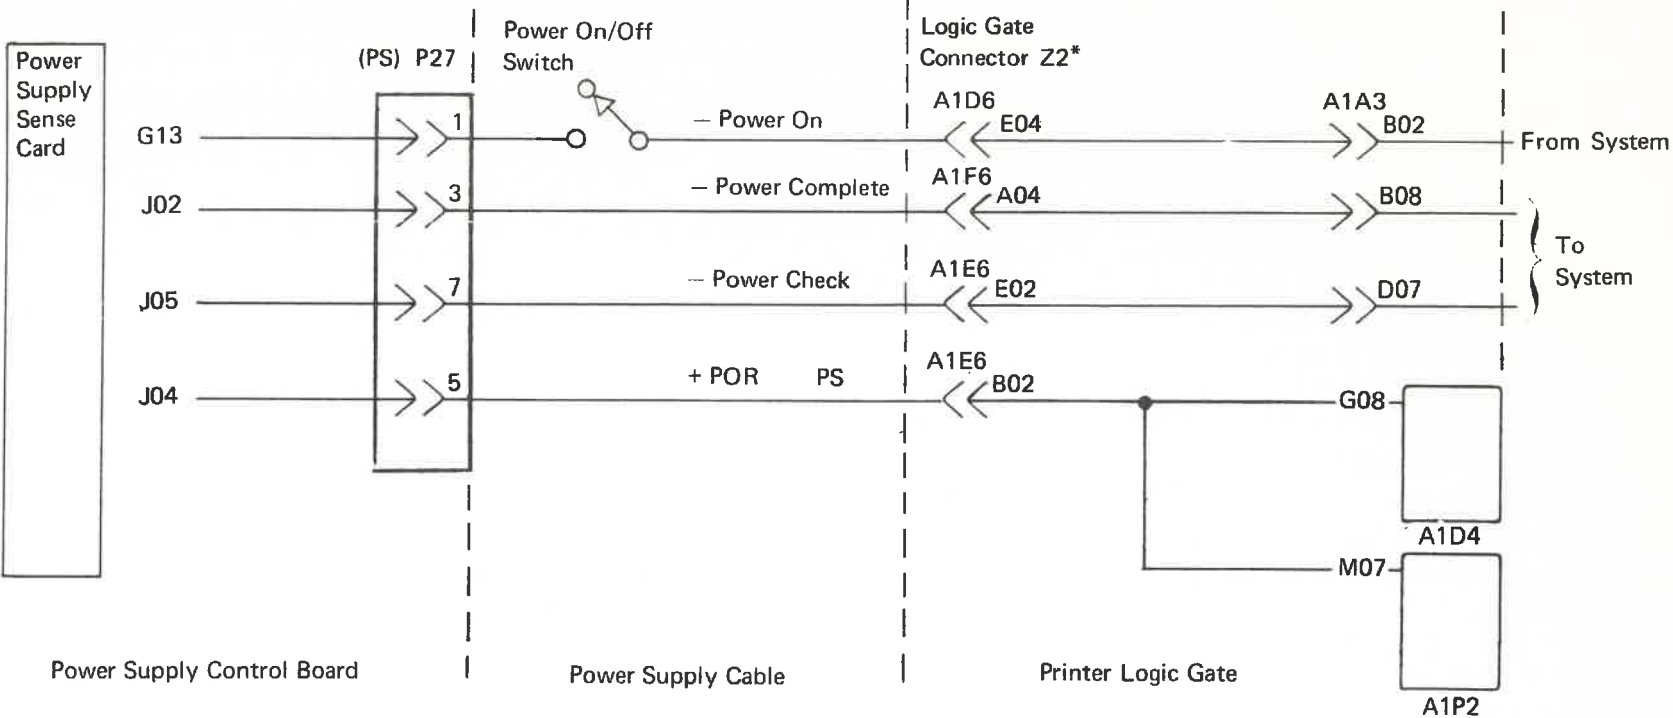 Power
Supply
Sense
Card
(PS) P27
Power On/Off
Switch
Logic Gate
Connector Z2*
G13
1
— Power On
A1D6
E04
A1A3
B02
From System
J02
3
— Power Complete
A1F6
A04
B08
To
System
J05
7
— Power Check
A1E6
E02
D07
J04
5
+ POR PS
A1E6
B02
G08
A1D4
M07
A1P2
Power Supply Control Board
Power Supply Cable
Printer Logic Gate